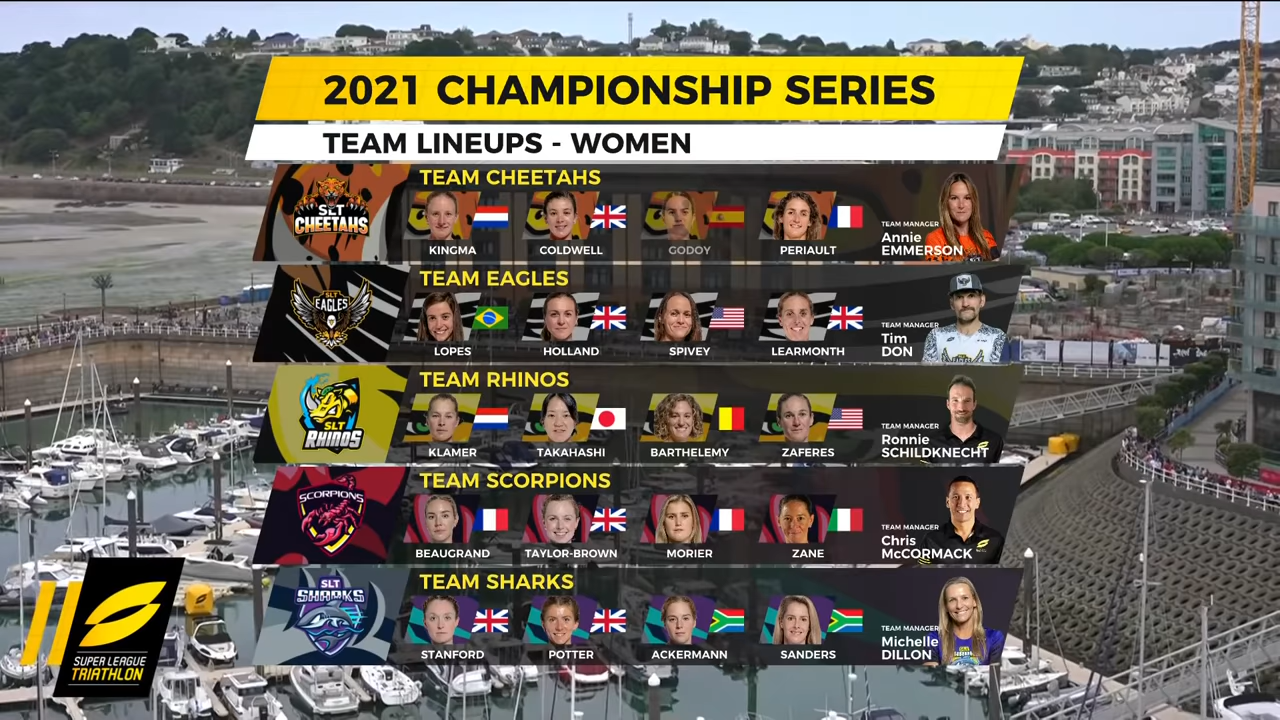 2021 CHAMPIONSHIP SERIES
TEAM LINEUPS - WOMEN
TEAM CHEETAHS
SLT
CHEETAHS
KINGMA
COLDWELL
GODOY
PERIAULT
TEAM MANAGER
Annie
EMMERSON
TEAM EAGLES
SLT
EAGLES
LOPES
HOLLAND
SPIVEY
LEARMONTH
TEAM MANAGER
Tim
DON
TEAM RHINOS
SLT
RHINOS
KLAMER
TAKAHASHI
BARTHELEMY
ZAFERES
TEAM MANAGER
Ronnie
SCHILDKNECHT
TEAM SCORPIONS
SCORPIONS
BEAUGRAND
TAYLOR-BROWN
MORIER
ZANE
TEAM MANAGER
Chris
McCORMACK
TEAM SHARKS
SLT
SHARKS
STANFORD
POTTER
ACKERMANN
SANDERS
TEAM MANAGER
Michelle
DILLON
SUPER LEAGUE
TRIATHLON